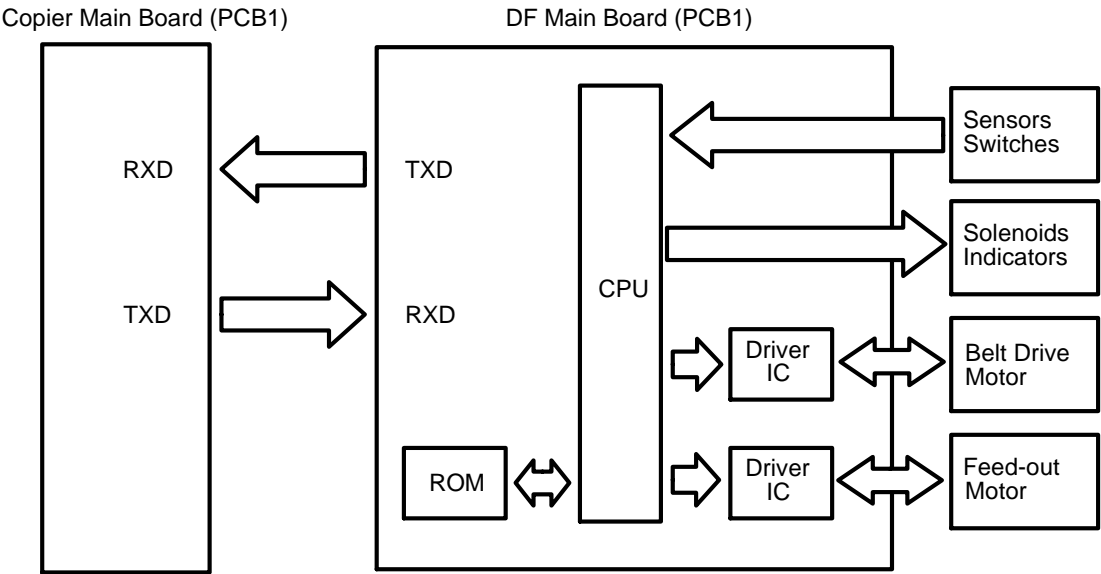 Copier Main Board (PCB1)
DF Main Board (PCB1)
RXD
TXD
Sensors
Switches
Solenoids
Indicators
CPU
TXD
RXD
Driver
IC
Belt Drive
Motor
ROM
Driver
IC
Feed-out
Motor